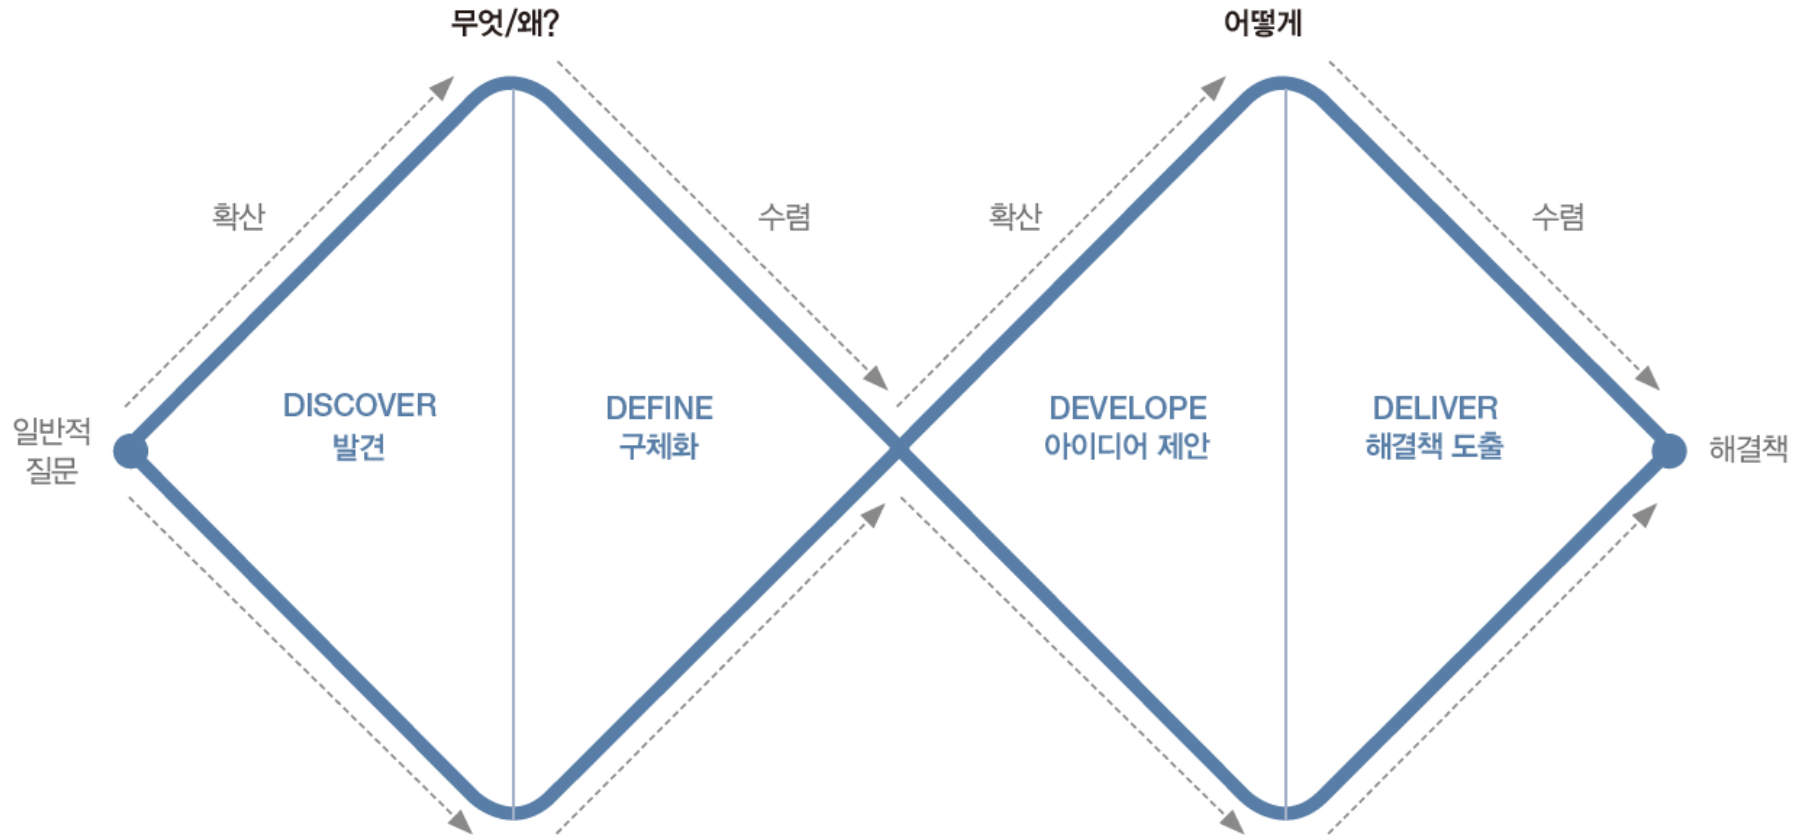 무엇/왜?
어떻게
확산
수렴
확산
수렴
일반적
질문
DISCOVER
발견
DEFINE
구체화
DEVELOPE
아이디어 제안
DELIVER
해결책 도출
해결책